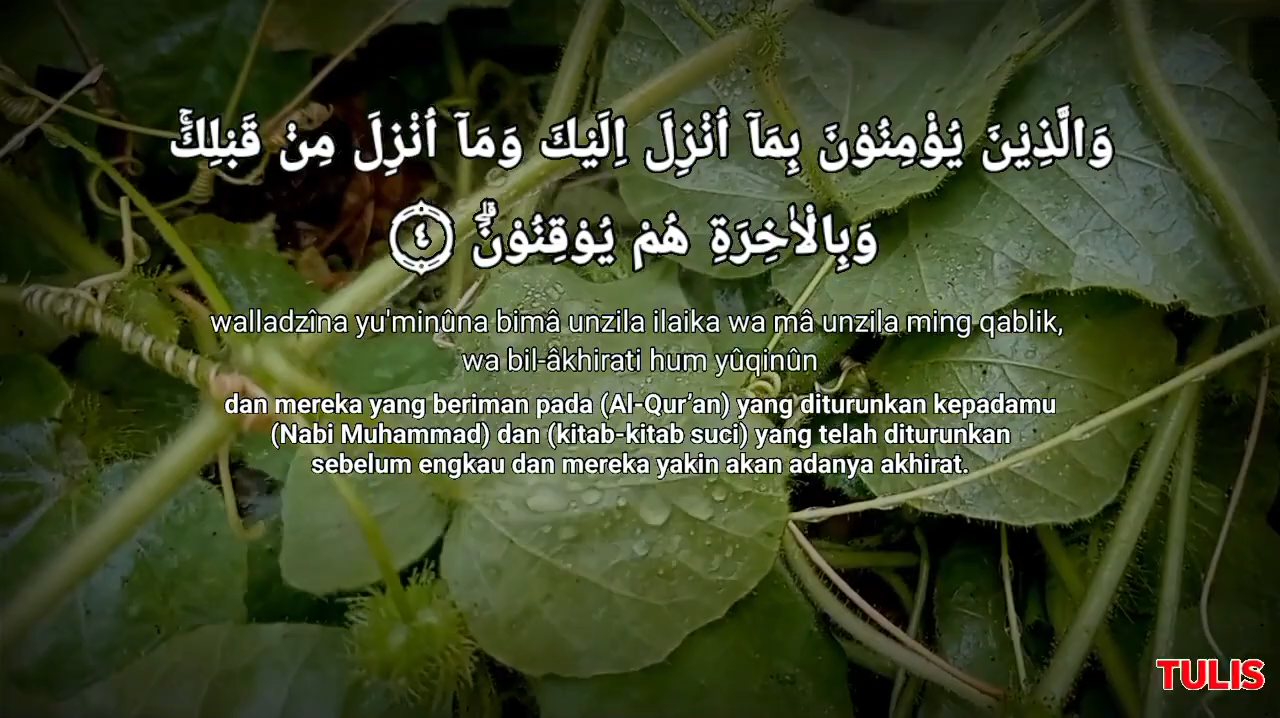 وَالَّذِيْنَ يُؤْمِنُوْنَ بِمَآ اُنْزِلَ اِلَيْكَ وَمَآ اُنْزِلَ مِنْ قَبْلِكَۚ
وَبِالْاٰخِرَةِ هُمْ يُوْقِنُوْنَۗ ٤
walladzîna yu'minûna bimâ unzila ilaika wa mâ unzila ming qablik,
wa bil-âkhirati hum yûqinûn
dan mereka yang beriman pada (Al-Qur’an) yang diturunkan kepadamu
(Nabi Muhammad) dan (kitab-kitab suci) yang telah diturunkan
sebelum engkau dan mereka yakin akan adanya akhirat.
TULIS